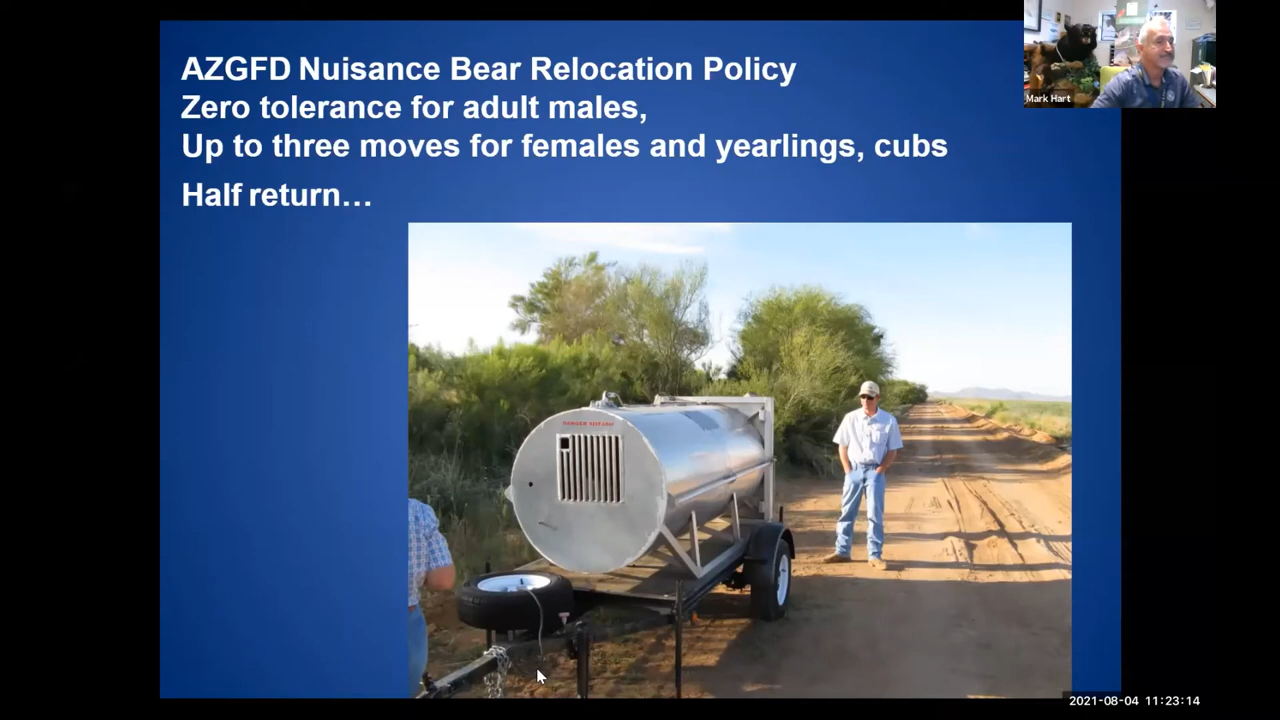 AZGFD Nuisance Bear Relocation Policy
Zero tolerance for adult males,
Up to three moves for females and yearlings, cubs
Half return…
Mark Hart
2021-08-04 11:23:14